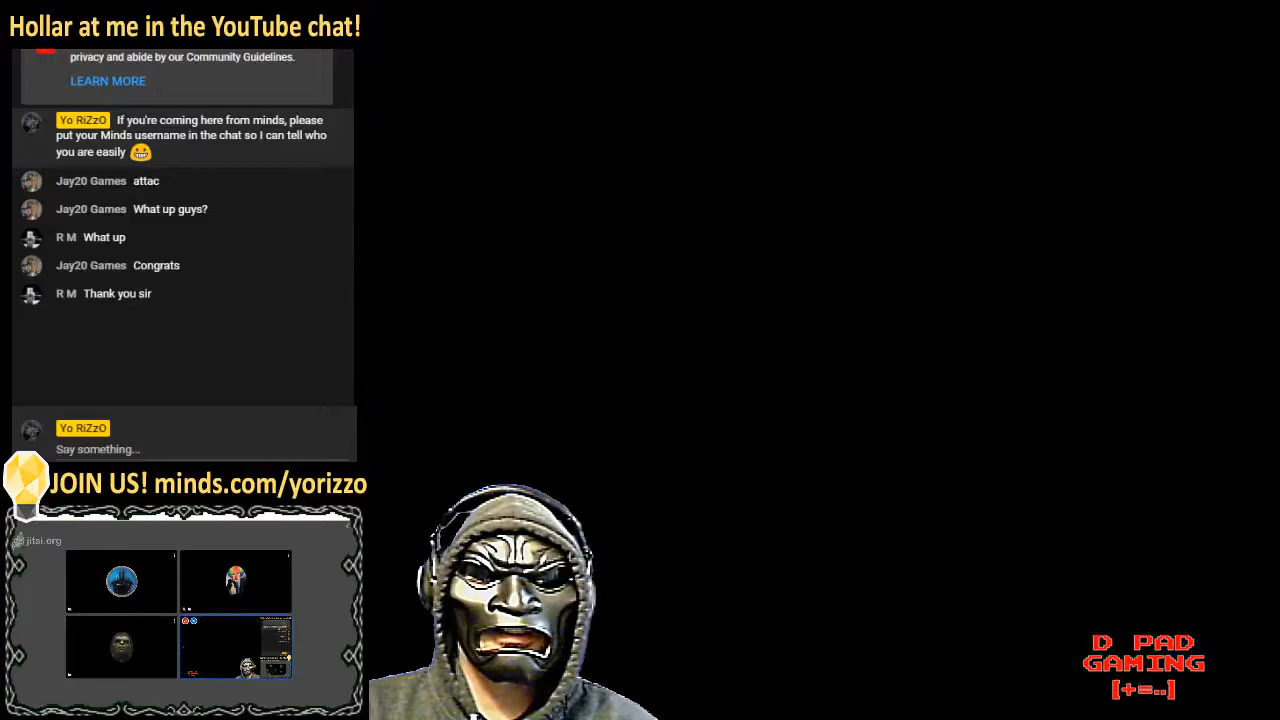 Hollar at me in the YouTube chat!
privacy and abide by our Community Guidelines.
LEARN MORE
Yo RiZzO If you're coming here from minds, please
put your Minds username in the chat so I can tell who
you are easily
Jay20 Games attac
Jay20 Games What up guys?
R M What up
Jay20 Games Congrats
R M Thank you sir
Yo RiZzO
Say something...
JOIN US! minds.com/yorizzo
jitsi.org
D PAD
GAMING
[+=..]